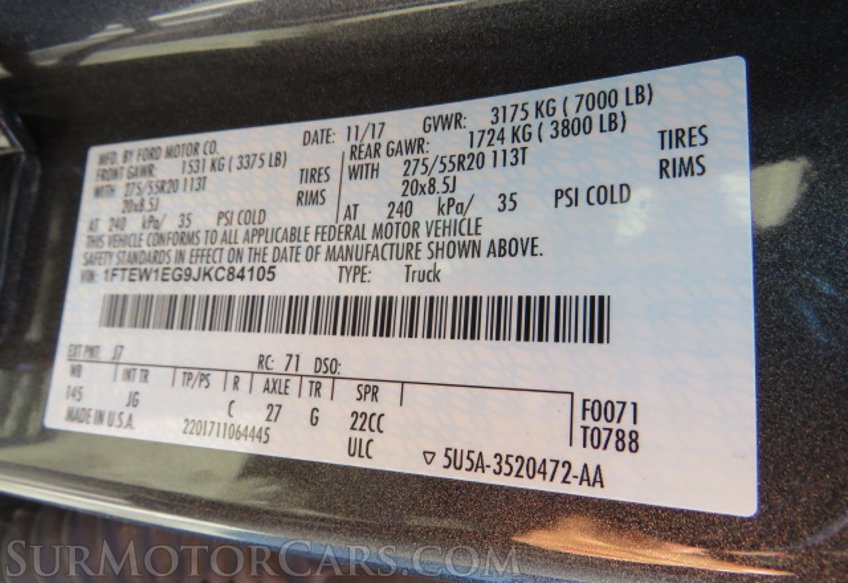 MFD. BY FORD MOTOR CO. DATE: 11/17 GVWR: 3175 KG ( 7000 LB)
FRONT GAWR: 1531 KG ( 3375 LB) REAR GAWR: 1724 KG ( 3800 LB)
WITH 275/55R20 113T TIRES WITH 275/55R20 113T TIRES
20x8.5J RIMS 20x8.5J RIMS
AT 240 kPa/ 35 PSI COLD AT 240 kPa/ 35 PSI COLD
THIS VEHICLE CONFORMS TO ALL APPLICABLE FEDERAL MOTOR VEHICLE
SAFETY STANDARDS IN EFFECT ON THE DATE OF MANUFACTURE SHOWN ABOVE.
VIN: 1FTEW1EG9JKC84105 TYPE: Truck
EXT PNT: J7 RC: 71 DSO:
WB INT TR TP/PS R AXLE TR SPR
145 JG C 27 G 22CC F0071
MADE IN U.S.A. 2201711064445 ULC T0788
5U5A-3520472-AA
SurMotorCars.com